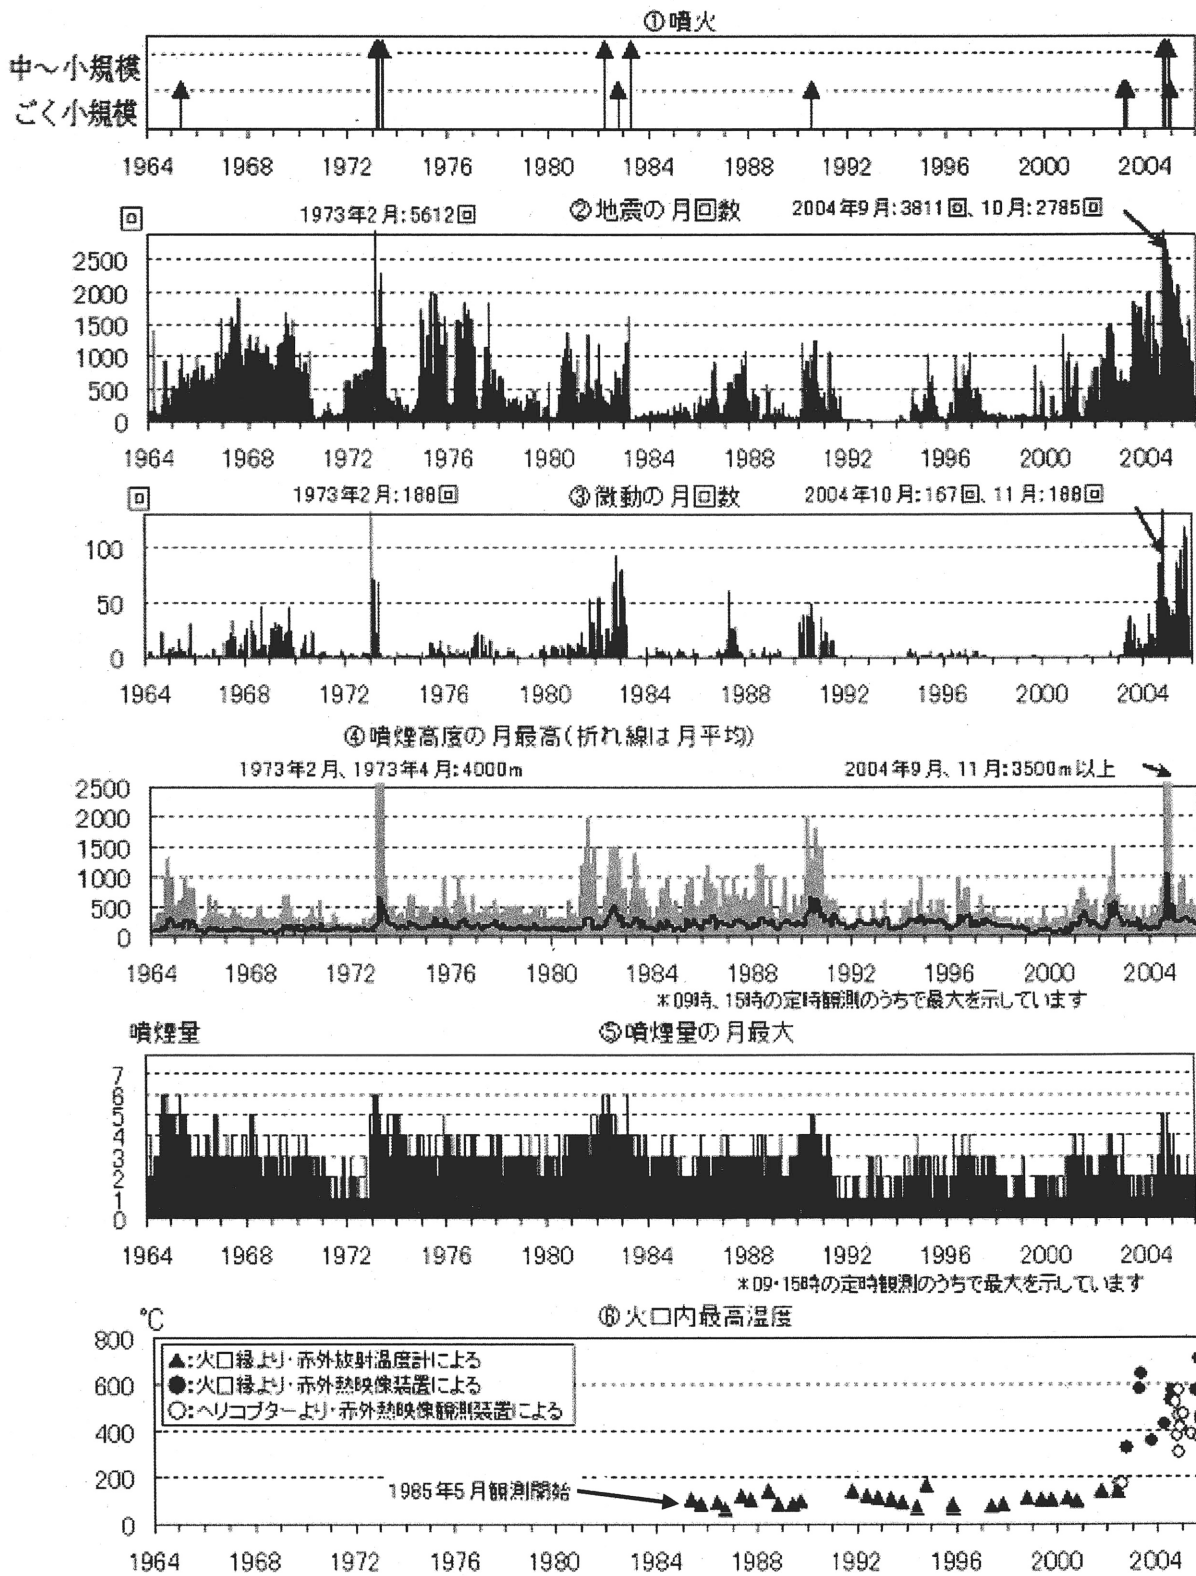 ①噴火
中～小規模
ごく小規模
1964 1968 1972 1976 1980 1984 1988 1992 1996 2000 2004
回 1973年2月:5612回 ②地震の月回数 2004年9月:3811回、10月:2785回
2500
2000
1500
1000
500
0
1964 1968 1972 1976 1980 1984 1988 1992 1996 2000 2004
回 1973年2月:188回 ③微動の月回数 2004年10月:167回、11月:188回
100
50
0
1964 1968 1972 1976 1980 1984 1988 1992 1996 2000 2004
④噴煙高度の月最高(折れ線は月平均)
1973年2月、1973年4月:4000m 2004年9月、11月:3500m以上
2500
2000
1500
1000
500
0
1964 1968 1972 1976 1980 1984 1988 1992 1996 2000 2004
*09時、15時の定時観測のうちで最大を示しています
噴煙量 ⑤噴煙量の月最大
7
6
5
4
3
2
1
0
1964 1968 1972 1976 1980 1984 1988 1992 1996 2000 2004
*09・15時の定時観測のうちで最大を示しています
℃ ⑥火口内最高温度
800
▲:火口縁より・赤外放射温度計による
600 ●:火口縁より・赤外熱映像装置による
○:ヘリコプターより・赤外熱映像観測装置による
400
200
1985年5月観測開始
0
1964 1968 1972 1976 1980 1984 1988 1992 1996 2000 2004